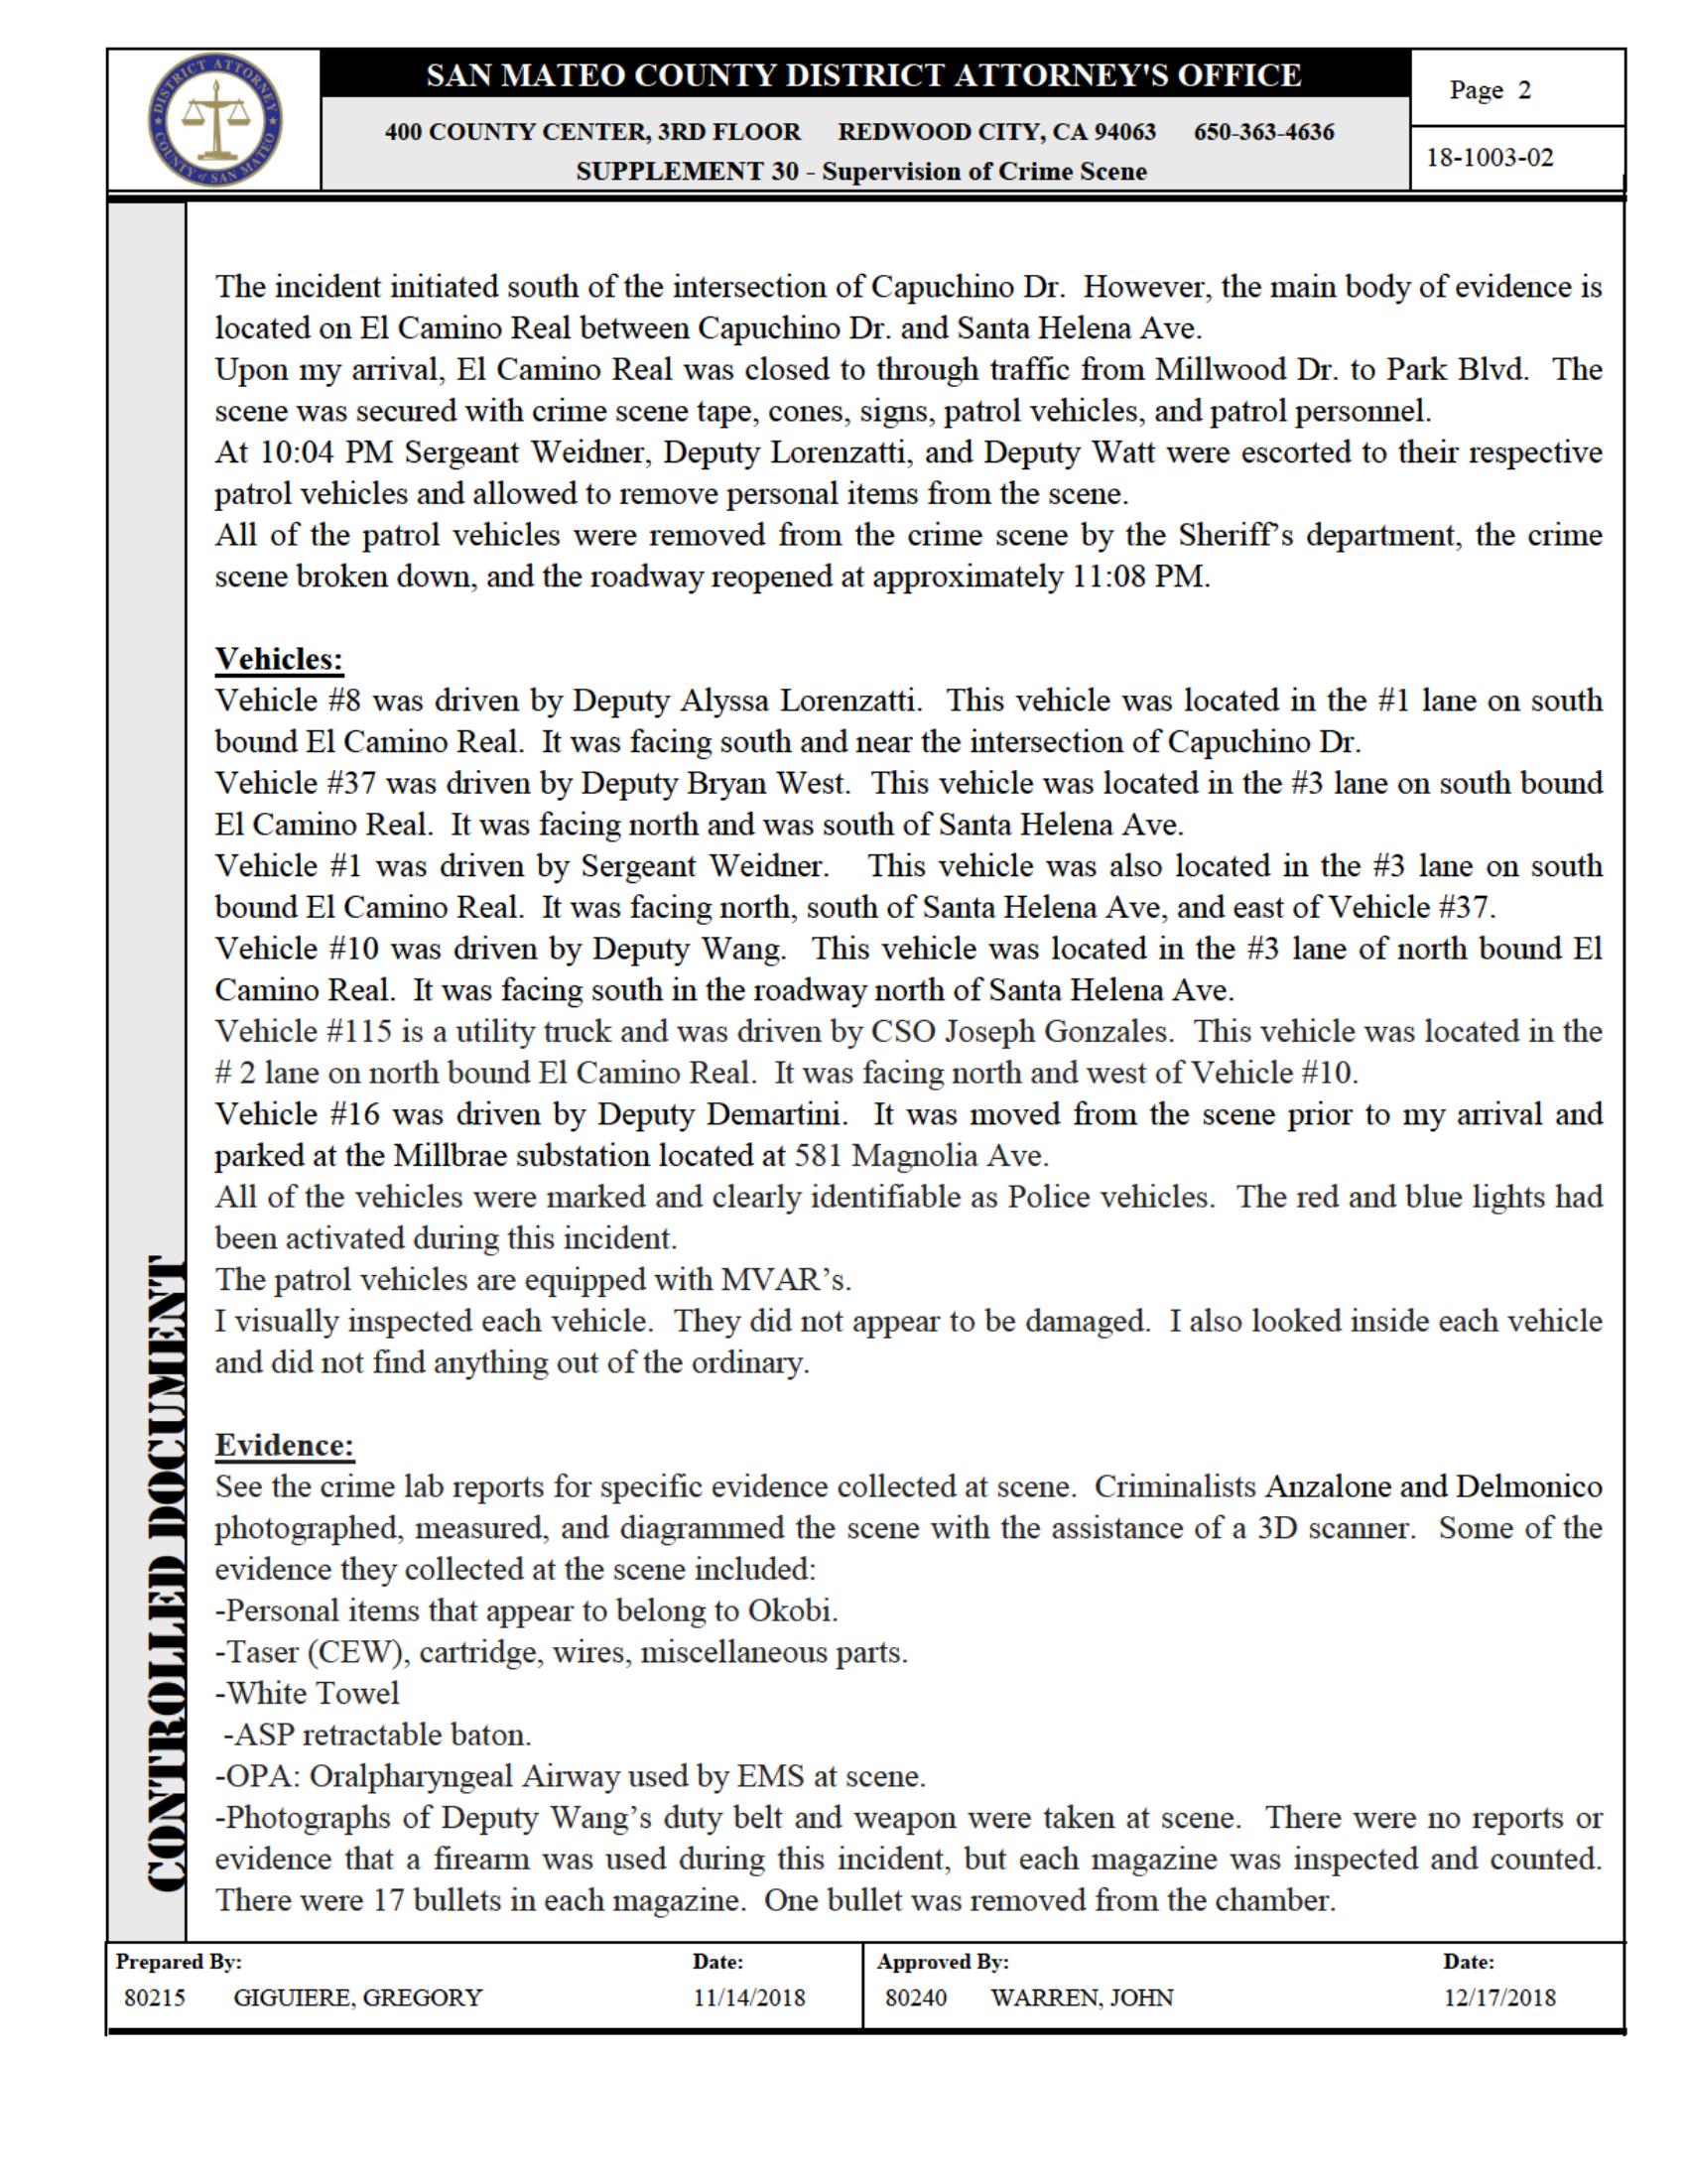 DISTRICT ATTORNEY
COUNTY of SAN MATEO
SAN MATEO COUNTY DISTRICT ATTORNEY'S OFFICE
400 COUNTY CENTER, 3RD FLOOR REDWOOD CITY, CA 94063 650-363-4636
SUPPLEMENT 30 - Supervision of Crime Scene
Page 2
18-1003-02
The incident initiated south of the intersection of Capuchino Dr. However, the main body of evidence is
located on El Camino Real between Capuchino Dr. and Santa Helena Ave.
Upon my arrival, El Camino Real was closed to through traffic from Millwood Dr. to Park Blvd. The
scene was secured with crime scene tape, cones, signs, patrol vehicles, and patrol personnel.
At 10:04 PM Sergeant Weidner, Deputy Lorenzatti, and Deputy Watt were escorted to their respective
patrol vehicles and allowed to remove personal items from the scene.
All of the patrol vehicles were removed from the crime scene by the Sheriff's department, the crime
scene broken down, and the roadway reopened at approximately 11:08 PM.
Vehicles:
Vehicle #8 was driven by Deputy Alyssa Lorenzatti. This vehicle was located in the #1 lane on south
bound El Camino Real. It was facing south and near the intersection of Capuchino Dr.
Vehicle #37 was driven by Deputy Bryan West. This vehicle was located in the #3 lane on south bound
El Camino Real. It was facing north and was south of Santa Helena Ave.
Vehicle #1 was driven by Sergeant Weidner. This vehicle was also located in the #3 lane on south
bound El Camino Real. It was facing north, south of Santa Helena Ave, and east of Vehicle #37.
Vehicle #10 was driven by Deputy Wang. This vehicle was located in the #3 lane of north bound El
Camino Real. It was facing south in the roadway north of Santa Helena Ave.
Vehicle #115 is a utility truck and was driven by CSO Joseph Gonzales. This vehicle was located in the
# 2 lane on north bound El Camino Real. It was facing north and west of Vehicle #10.
Vehicle #16 was driven by Deputy Demartini. It was moved from the scene prior to my arrival and
parked at the Millbrae substation located at 581 Magnolia Ave.
All of the vehicles were marked and clearly identifiable as Police vehicles. The red and blue lights had
been activated during this incident.
The patrol vehicles are equipped with MVAR's.
I visually inspected each vehicle. They did not appear to be damaged. I also looked inside each vehicle
and did not find anything out of the ordinary.
Evidence:
See the crime lab reports for specific evidence collected at scene. Criminalists Anzalone and Delmonico
photographed, measured, and diagrammed the scene with the assistance of a 3D scanner. Some of the
evidence they collected at the scene included:
-Personal items that appear to belong to Okobi.
-Taser (CEW), cartridge, wires, miscellaneous parts.
-White Towel
-ASP retractable baton.
-OPA: Oralpharyngeal Airway used by EMS at scene.
-Photographs of Deputy Wang's duty belt and weapon were taken at scene. There were no reports or
evidence that a firearm was used during this incident, but each magazine was inspected and counted.
There were 17 bullets in each magazine. One bullet was removed from the chamber.
CONTROLLED DOCUMENT
Prepared By: Date: Approved By: Date:
80215 GIGUIERE, GREGORY 11/14/2018 80240 WARREN, JOHN 12/17/2018